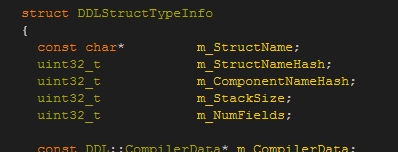 struct DDLStructTypeInfo
{
const char* m_StructName;
uint32_t m_StructNameHash;
uint32_t m_ComponentNameHash;
uint32_t m_StackSize;
uint32_t m_NumFields;
const DDL::CompilerData* m_CompilerData;